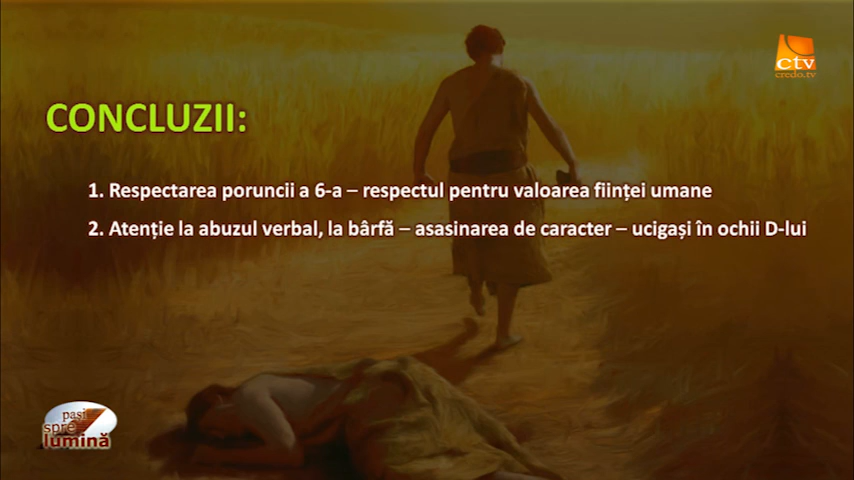 ctv
credo.tv
CONCLUZII:
1. Respectarea poruncii a 6-a – respectul pentru valoarea ființei umane
2. Atenție la abuzul verbal, la bârfă – asasinarea de caracter – ucigași în ochii D-lui
pași
spre
lumină